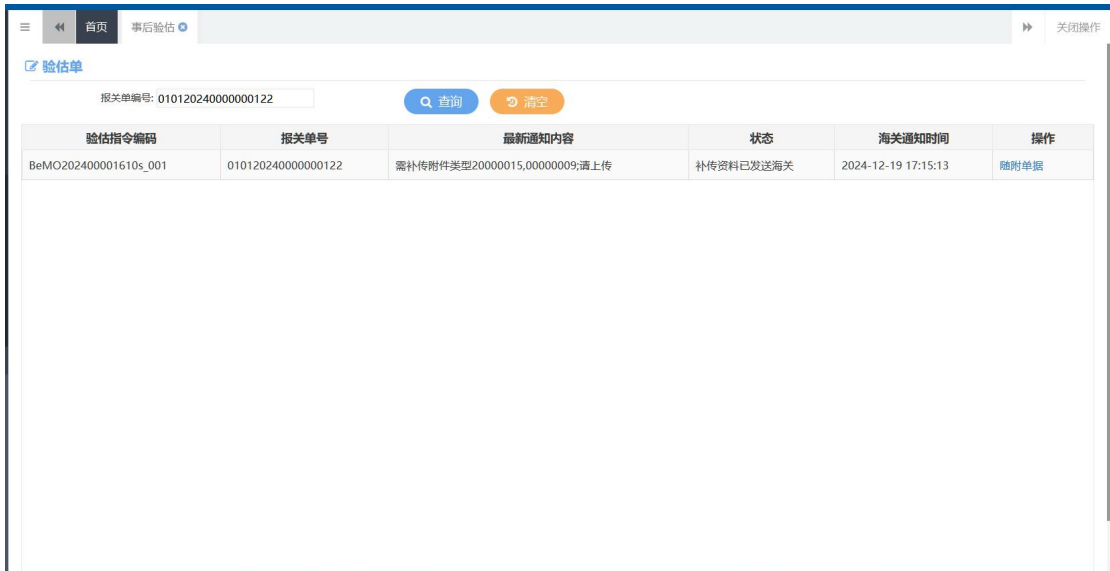 首页 事后验估 关闭操作
验估单
报关单编号: 010120240000000122 查询 清空
验估指令编码 报关单号 最新通知内容 状态 海关通知时间 操作
BeMO202400001610s_001 010120240000000122 需补传附件类型20000015,00000009;请上传 补传资料已发送海关 2024-12-19 17:15:13 随附单据